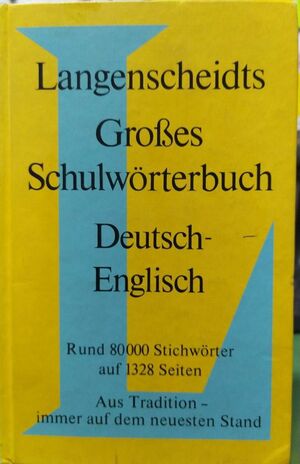 Langenscheidts
Großes
Schulwörterbuch
Deutsch-
Englisch
Rund 80000 Stichwörter
auf 1328 Seiten
Aus Tradition –
immer auf dem neuesten Stand